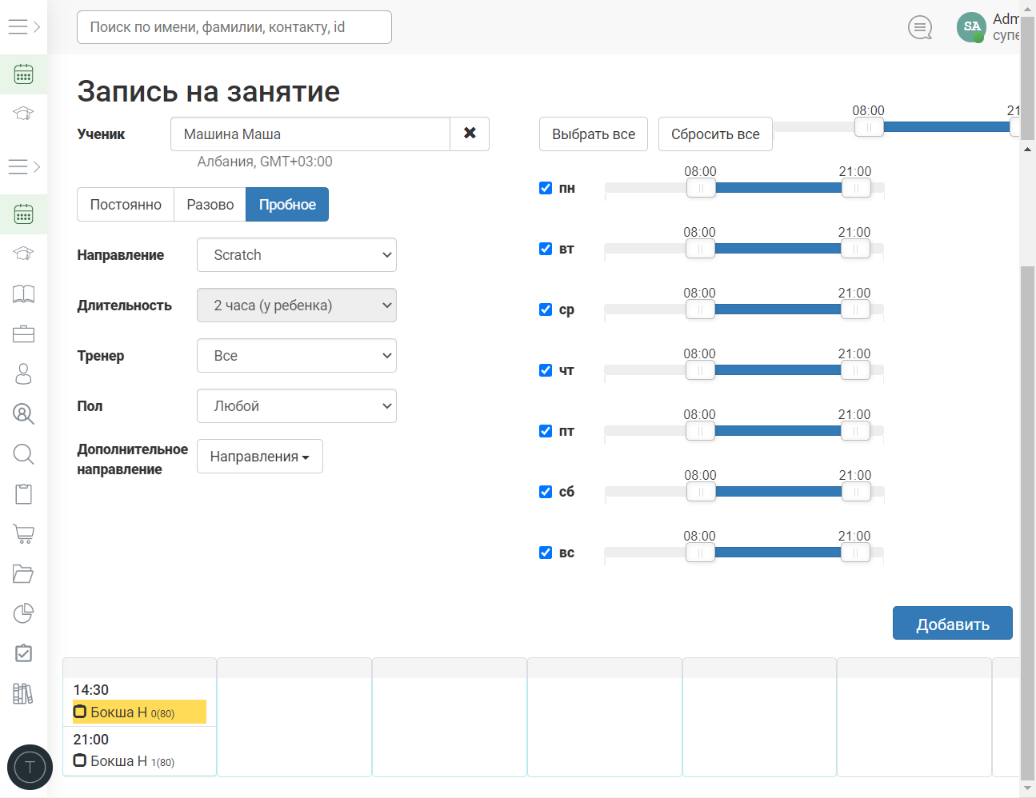 Поиск по имени, фамилии, контакту, id
SA
Adm
супе
Запись на занятие
Ученик
Машина Маша
Албания, GMT+03:00
Выбрать все
Сбросить все
08:00
21
Постоянно
Разово
Пробное
Направление
Scratch
Длительность
2 часа (у ребенка)
Тренер
Все
Пол
Любой
Дополнительное
направление
Направления
08:00 21:00
пн
08:00 21:00
вт
08:00 21:00
ср
08:00 21:00
чт
08:00 21:00
пт
08:00 21:00
сб
08:00 21:00
вс
Добавить
14:30
Бокша Н 0(80)
21:00
Бокша Н 1(80)
T